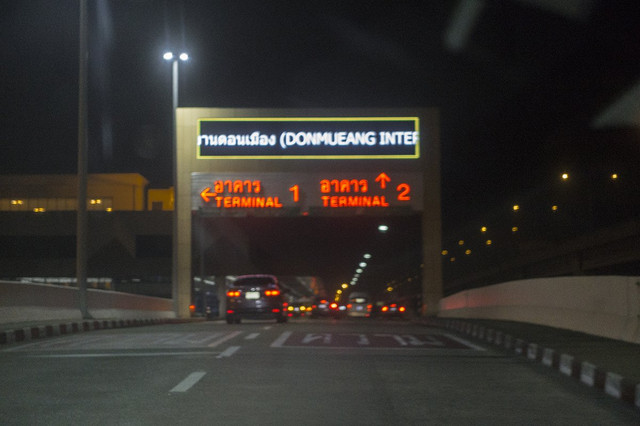 านดอนเมือง (DONMUEANG INTER
อาคาร 1 อาคาร 2
TERMINAL TERMINAL